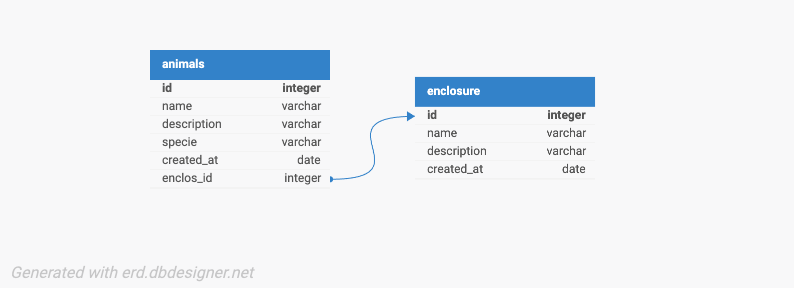 animals
id integer
name varchar
description varchar
specie varchar
created_at date
enclos_id integer
enclosure
id integer
name varchar
description varchar
created_at date
Generated with erd.dbdesigner.net